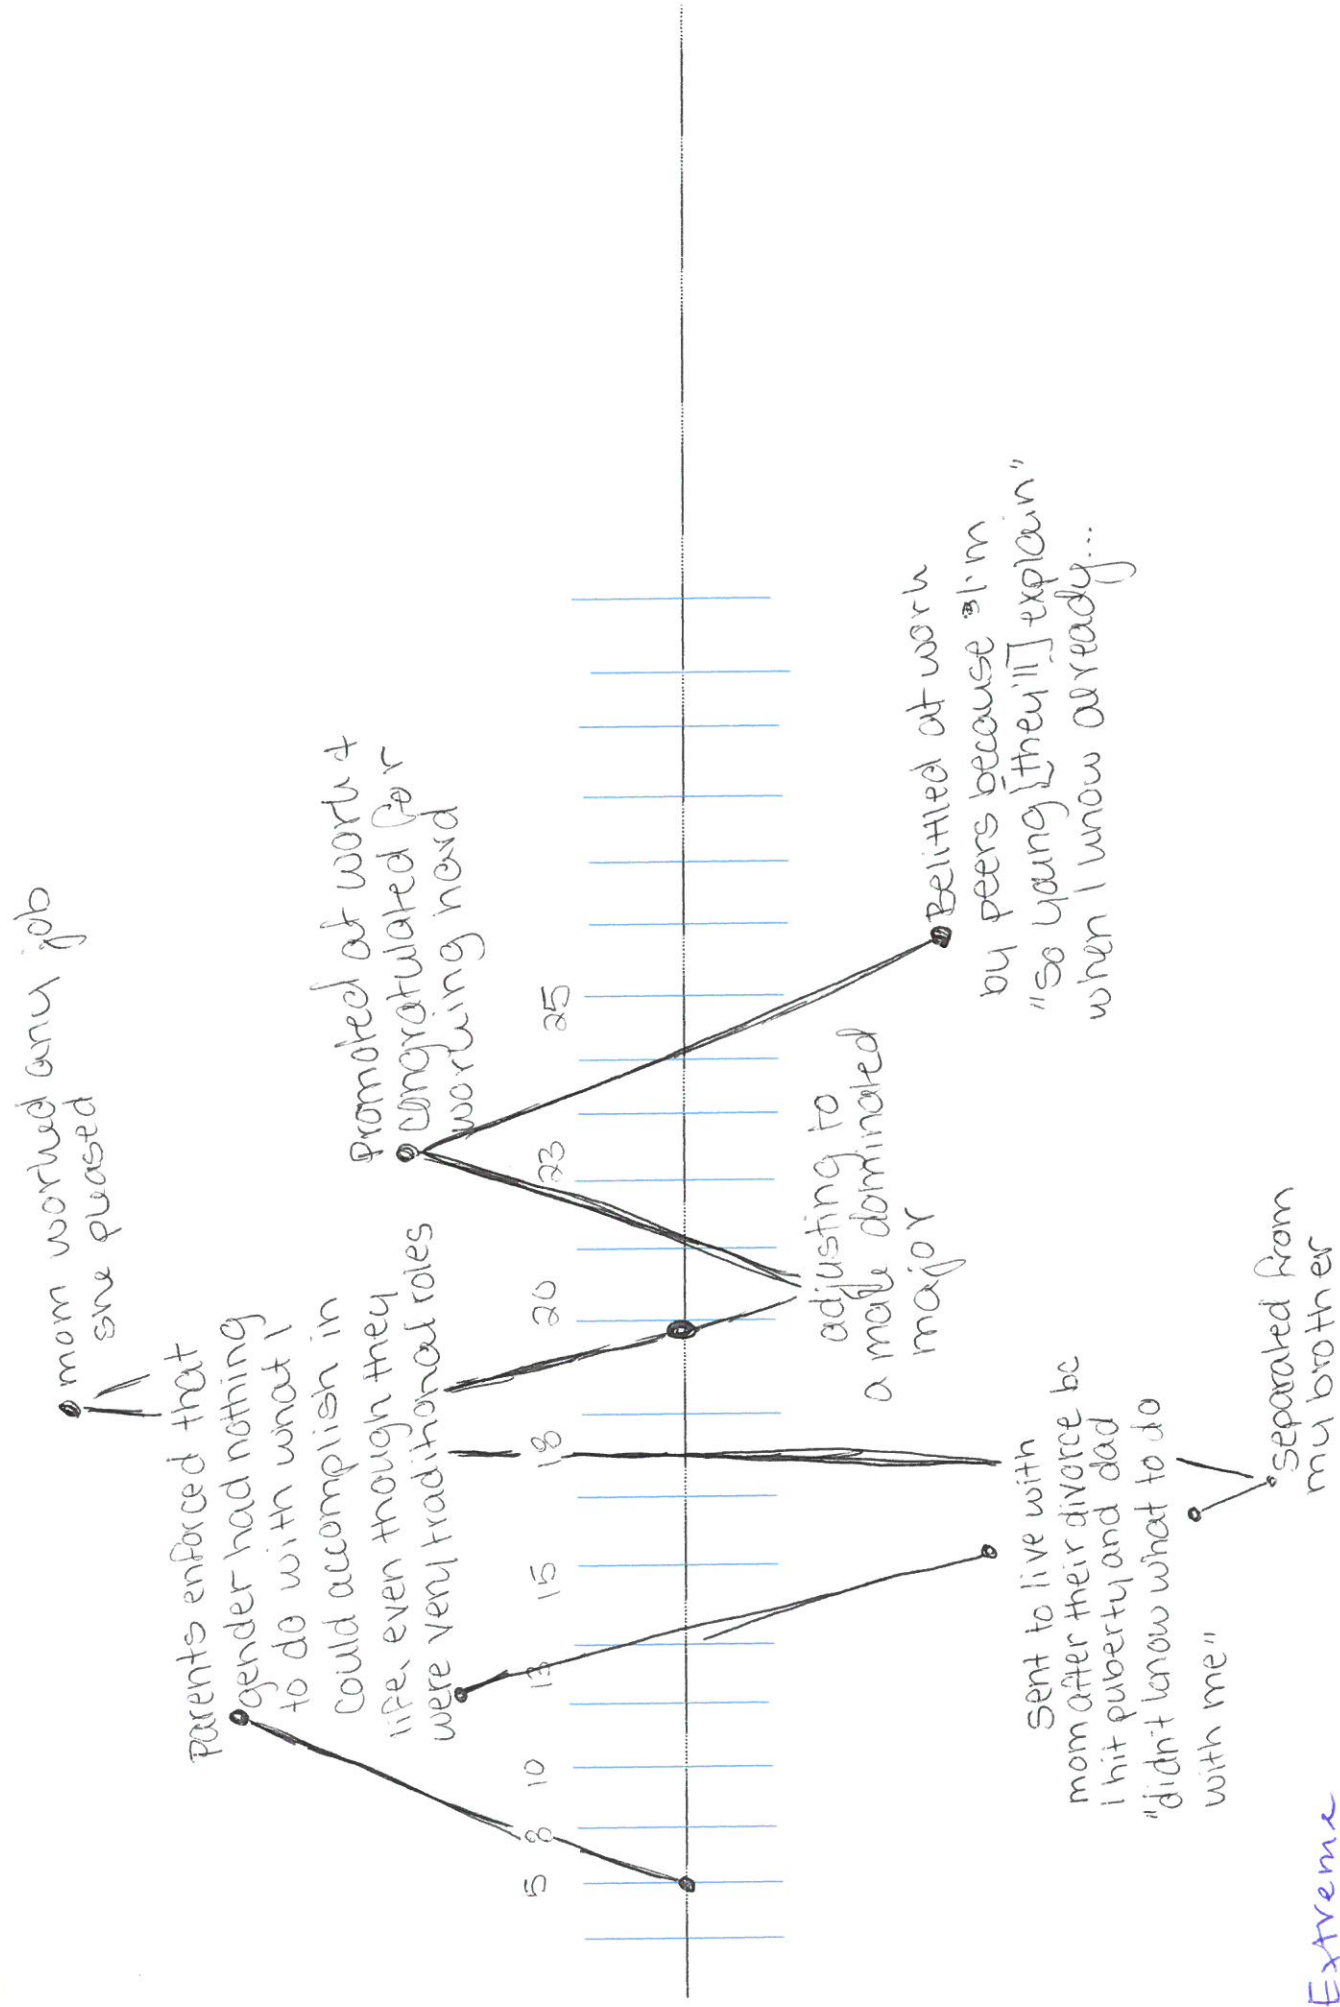 mom worked any job
she pleased
parents enforced that
gender had nothing
to do with what I
could accomplish in
life, even though they
were very traditional roles
promoted at work +
congratulated for
working hard
5
8
10
13
15
18
20
23
25
adjusting to
a male dominated
major
Belittled at work
by peers because I'm
"so young [they'll] explain"
when I know already...
sent to live with
mom after their divorce bc
I hit puberty and dad
"didn't know what to do
with me"
separated from
my brother
Extreme